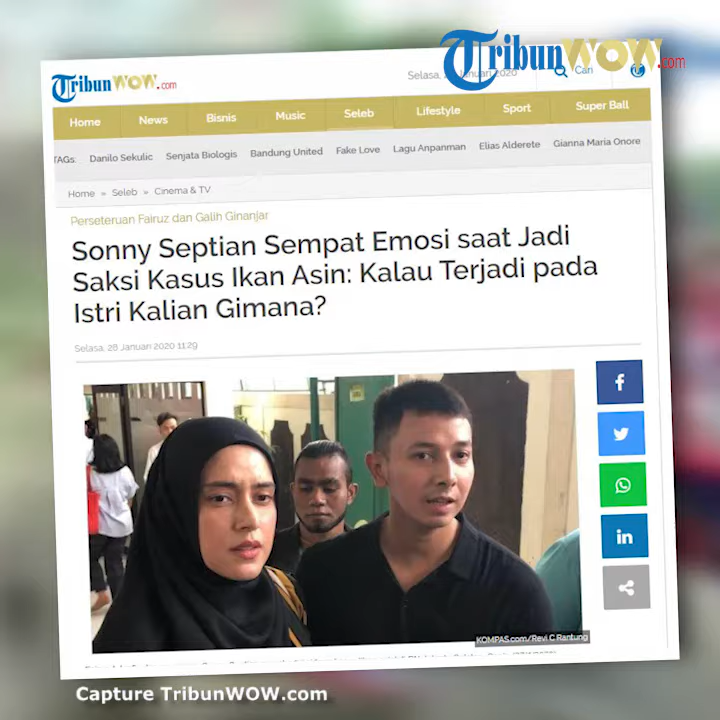 TribunWOW.com
TribunWOW.com
Selasa, 28 Januari 2020
Cari
Home News Bisnis Music Seleb Lifestyle Sport Super Ball
TAGs: Danilo Sekulic Senjata Biologis Bandung United Fake Love Lagu Anpanman Elias Alderete Gianna Maria Onore
Home » Seleb » Cinema & TV
Perseteruan Fairuz dan Galih Ginanjar
Sonny Septian Sempat Emosi saat Jadi
Saksi Kasus Ikan Asin: Kalau Terjadi pada
Istri Kalian Gimana?
Selasa, 28 Januari 2020 11:29
KOMPAS.com/Revi C Rantung
Capture TribunWOW.com